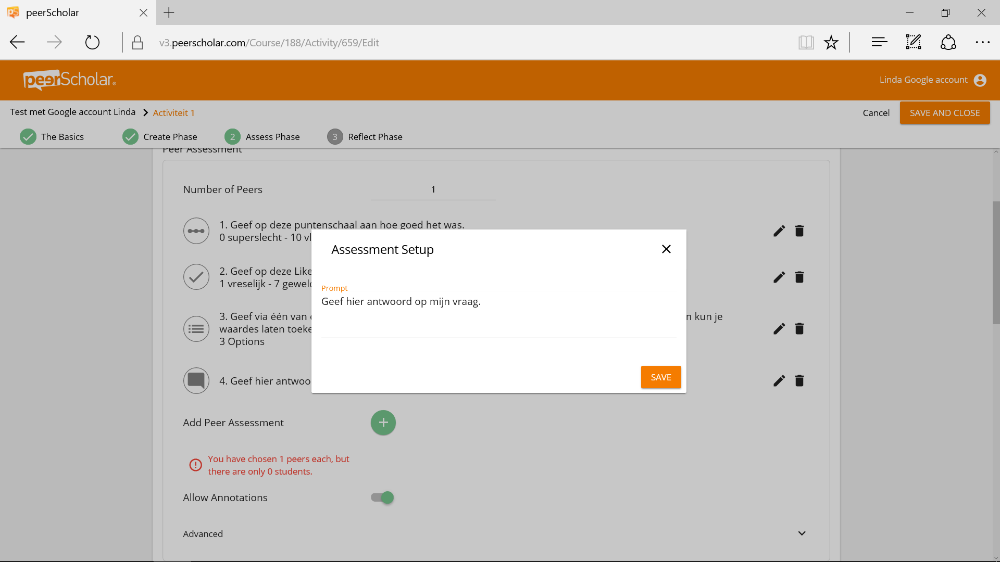 peerScholar
v3.peerscholar.com/Course/188/Activity/659/Edit
peerScholar®
Linda Google account
Test met Google account Linda
Activiteit 1
Cancel
SAVE AND CLOSE
The Basics
Create Phase
2
Assess Phase
3
Reflect Phase
Peer Assessment
Number of Peers
1
1. Geef op deze puntenschaal aan hoe goed het was.
0 superslecht - 10
2. Geef op deze
1 vreselijk - 7
3. Geef via één van
n kun je
waardes laten
3 Options
4. Geef hier
Assessment Setup
Prompt
Geef hier antwoord op mijn vraag.
SAVE
Add Peer Assessment
You have chosen 1 peers each, but
there are only 0 students.
Allow Annotations
Advanced